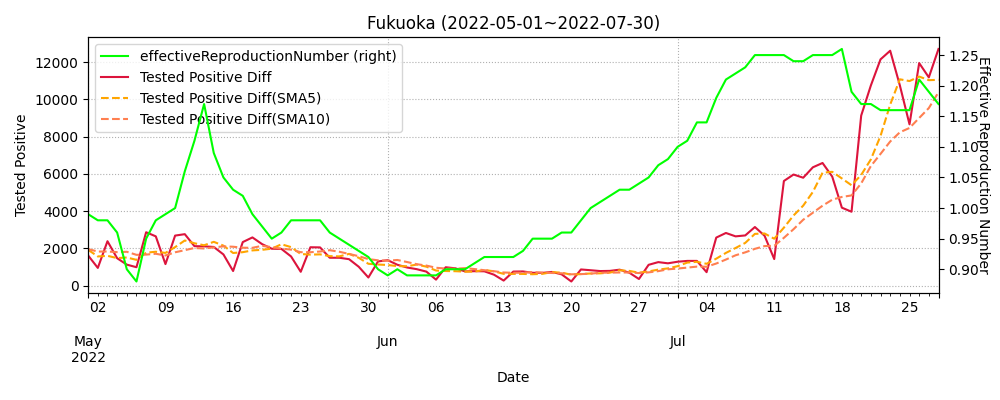 Fukuoka (2022-05-01~2022-07-30)
effectiveReproductionNumber (right)
Tested Positive Diff
Tested Positive Diff(SMA5)
Tested Positive Diff(SMA10)
Tested Positive
12000
10000
8000
6000
4000
2000
0
1.25
1.20
1.15
1.10
1.05
1.00
0.95
0.90
Effective Reproduction Number
02 09 16 23 30 06 13 20 27 04 11 18 25
May Jun Jul
2022
Date